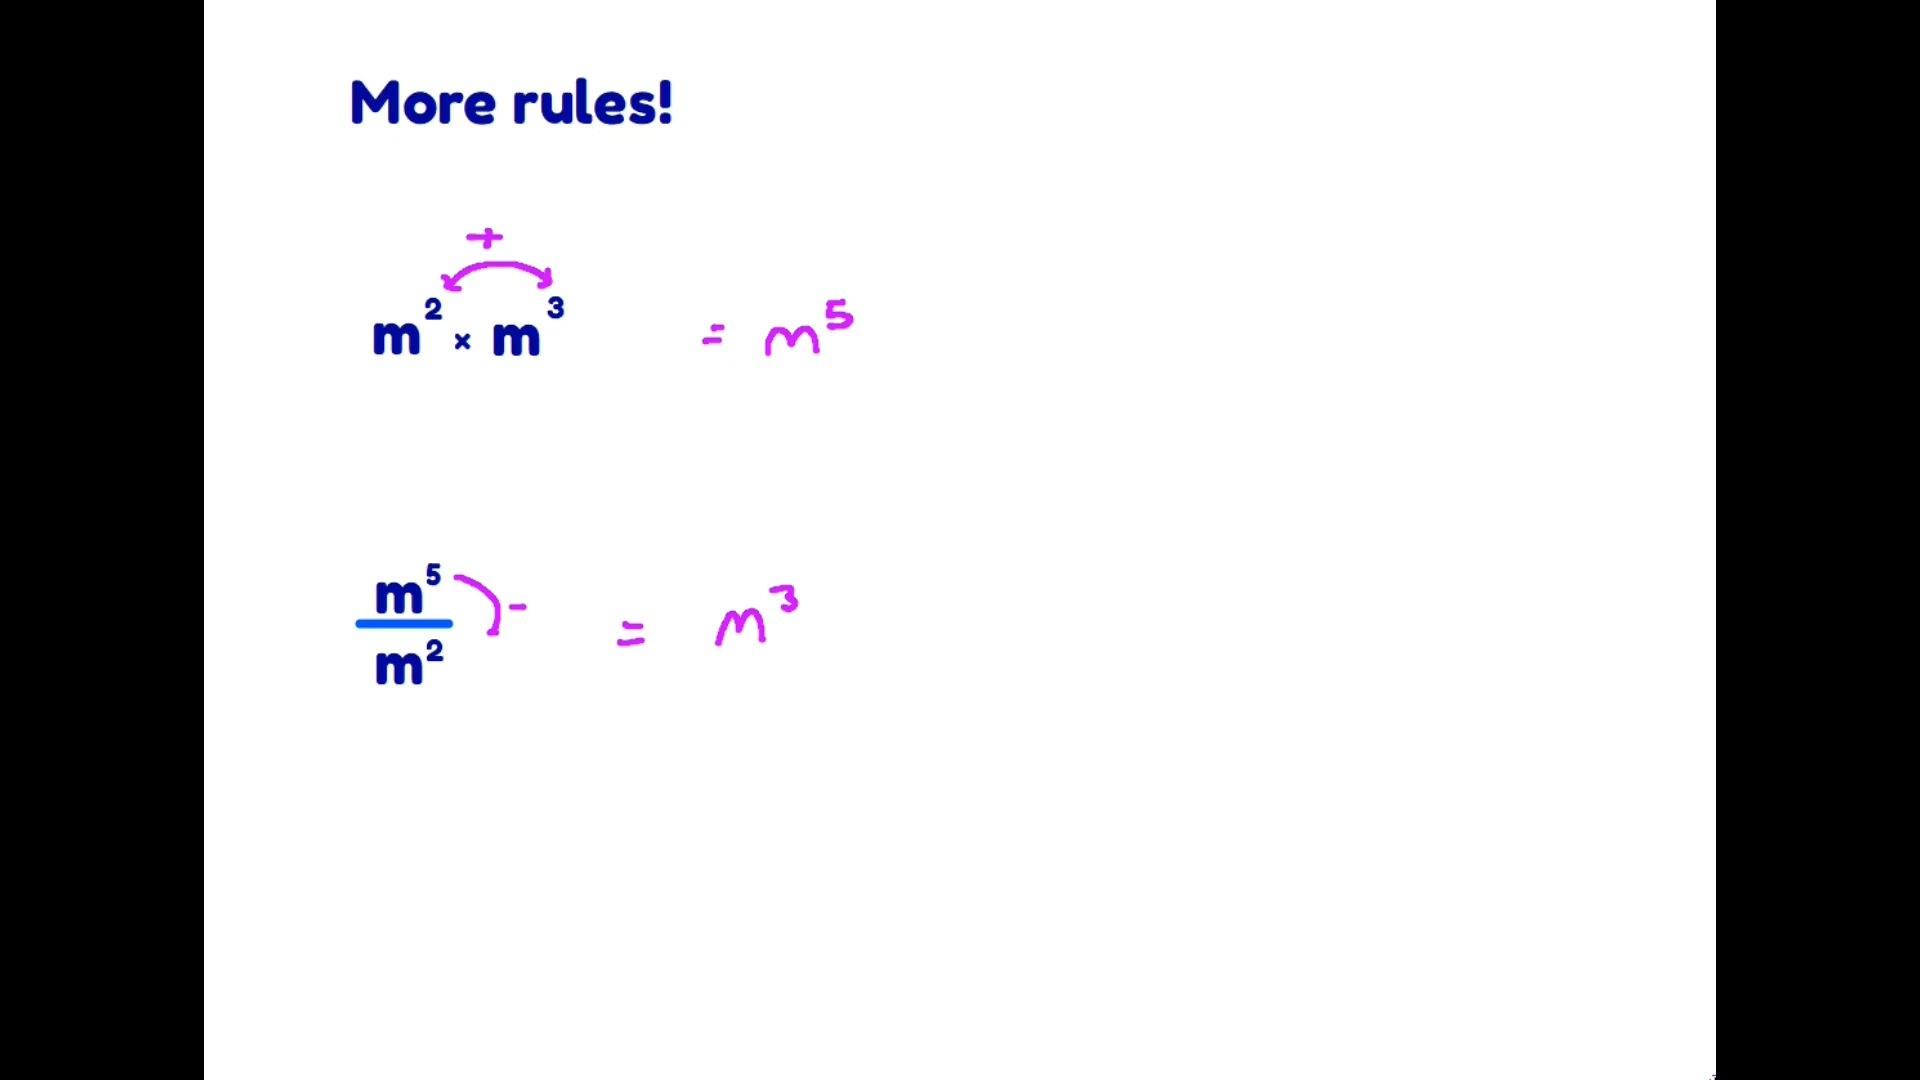 More rules!
+
m² × m³ = m⁵
m⁵/m² - = m³